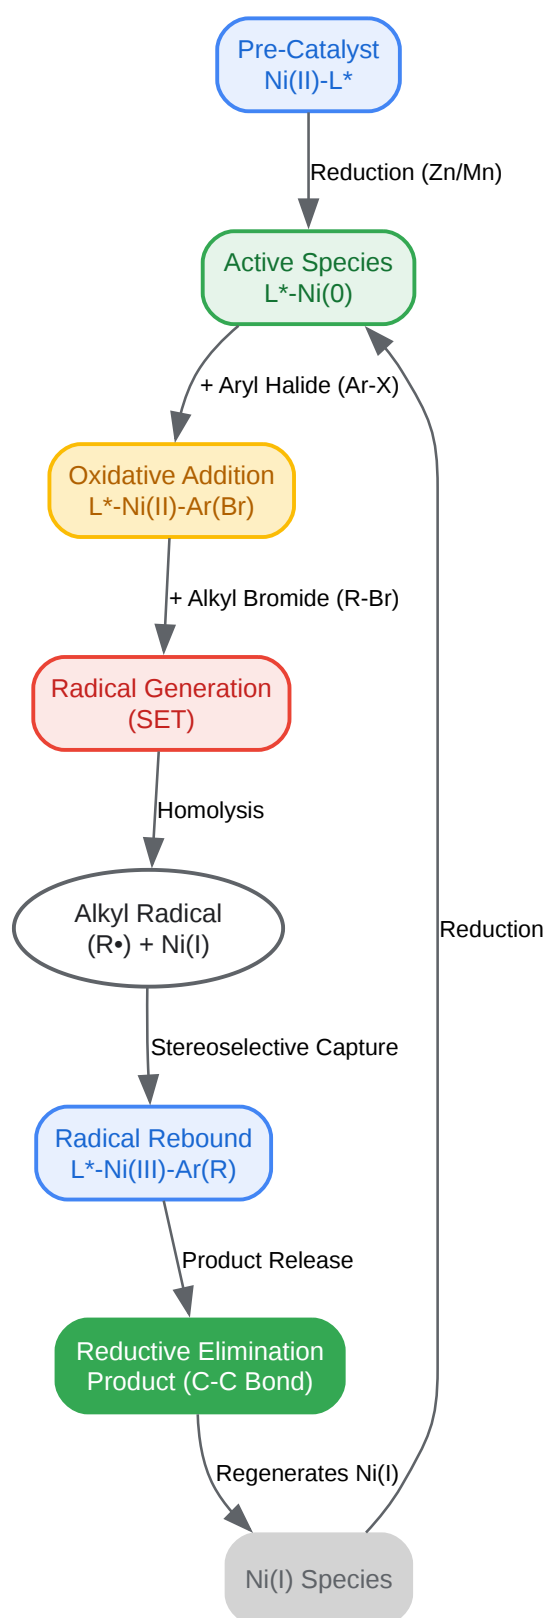 Pre-Catalyst
Ni(II)-L*
Reduction (Zn/Mn)
Active Species
L*-Ni(0)
+ Aryl Halide (Ar-X)
Oxidative Addition
L*-Ni(II)-Ar(Br)
+ Alkyl Bromide (R-Br)
Radical Generation
(SET)
Homolysis
Alkyl Radical
(R•) + Ni(I)
Reduction
Stereoselective Capture
Radical Rebound
L*-Ni(III)-Ar(R)
Product Release
Reductive Elimination
Product (C-C Bond)
Regenerates Ni(I)
Ni(I) Species